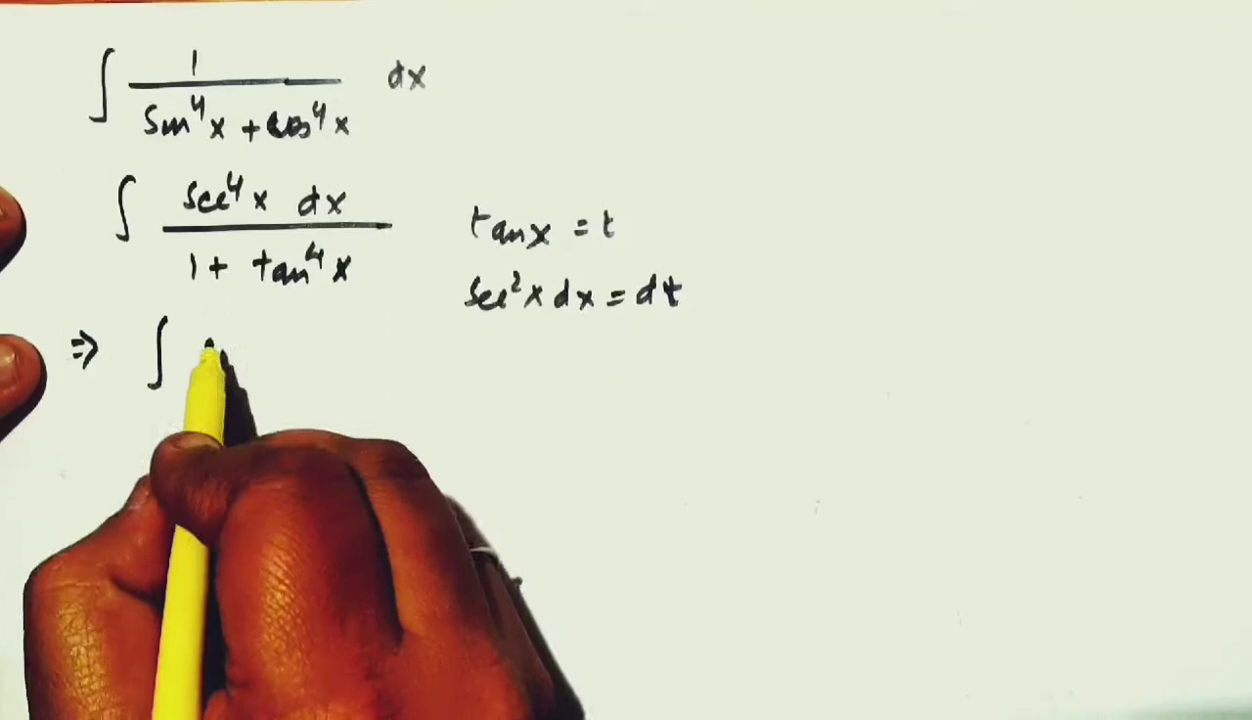 ∫ 1 / (Sin⁴x + cos⁴x) dx
∫ sec⁴x dx / (1 + tan⁴x)
tanx = t
sec²x dx = dt
⇒ ∫